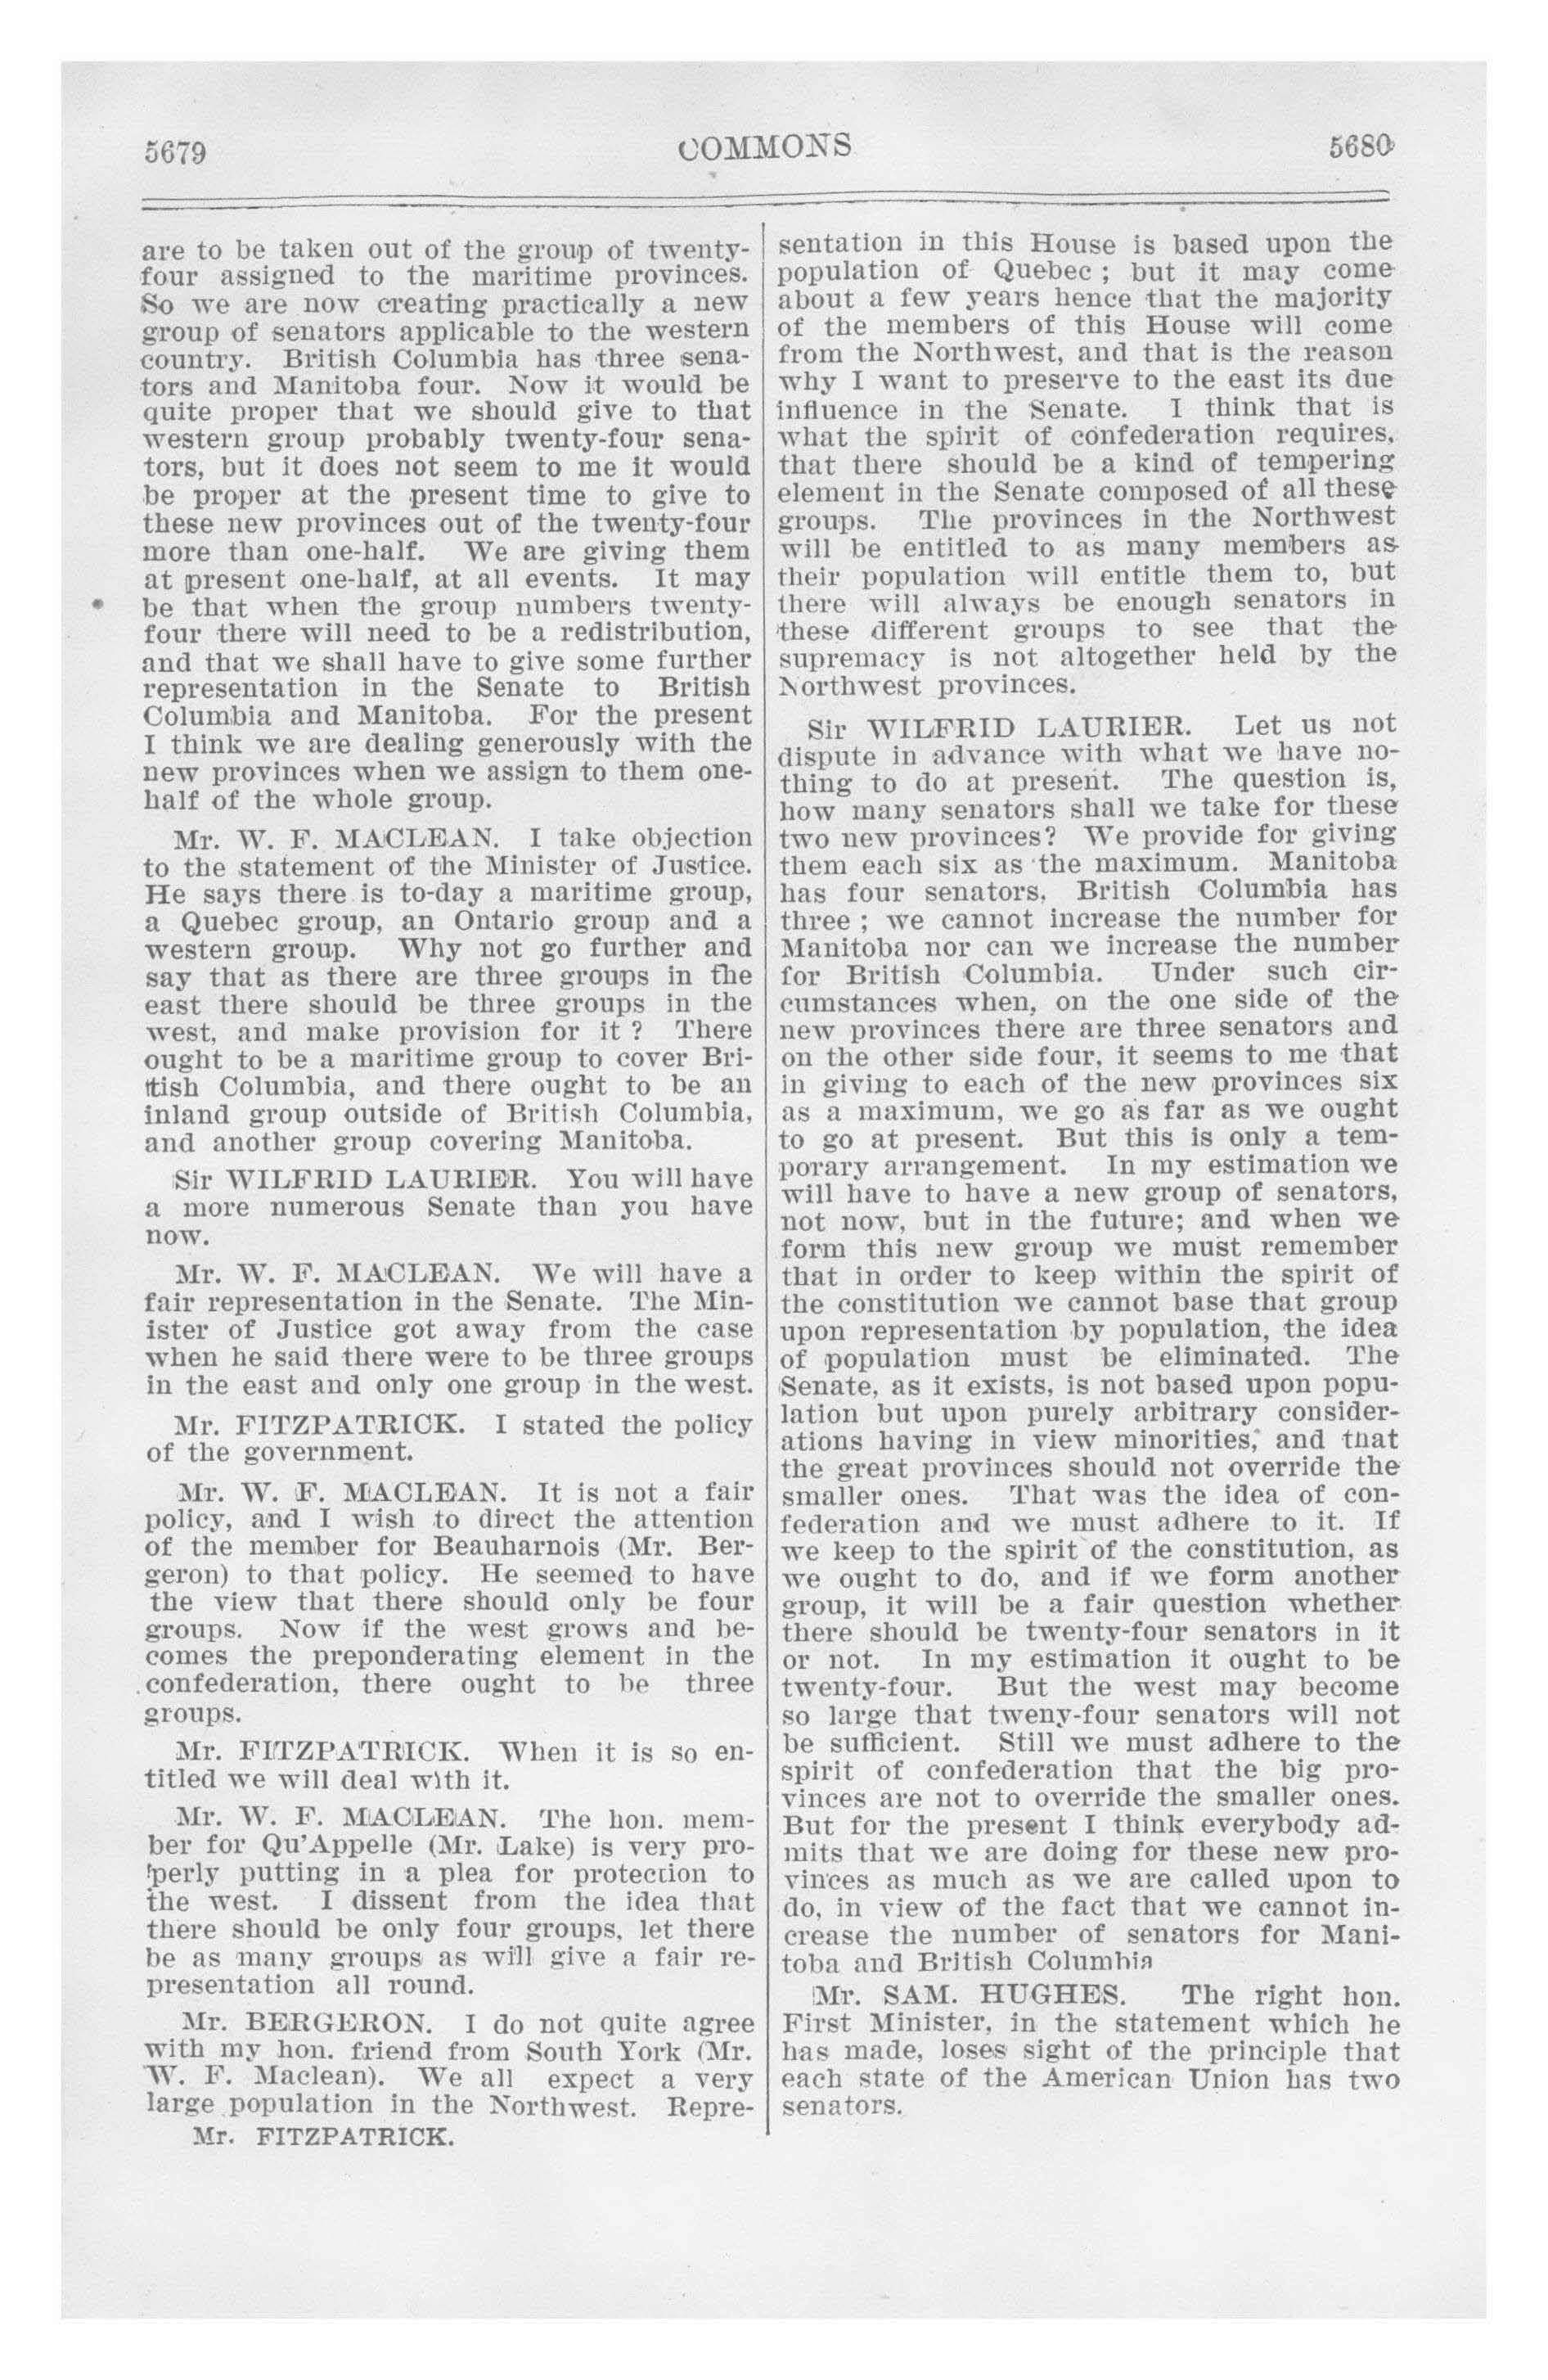 5679
COMMONS
5680
are to be taken out of the group of twenty-
four assigned to the maritime provinces.
So we are now creating practically a new
group of senators applicable to the western
country. British Columbia has three sena-
tors and Manitoba four. Now it would be
quite proper that we should give to that
western group probably twenty-four sena-
tors, but it does not seem to me it would
be proper at the present time to give to
these new provinces out of the twenty-four
more than one-half. We are giving them
at present one-half, at all events. It may
be that when the group numbers twenty-
four there will need to be a redistribution,
and that we shall have to give some further
representation in the Senate to British
Columbia and Manitoba. For the present
I think we are dealing generously with the
new provinces when we assign to them one-
half of the whole group.
Mr. W. F. MACLEAN. I take objection
to the statement of the Minister of Justice.
He says there is to-day a maritime group,
a Quebec group, an Ontario group and a
western group. Why not go further and
say that as there are three groups in the
east there should be three groups in the
west, and make provision for it ? There
ought to be a maritime group to cover Bri-
tish Columbia, and there ought to be an
inland group outside of British Columbia,
and another group covering Manitoba.
Sir WILFRID LAURIER. You will have
a more numerous Senate than you have
now.
Mr. W. F. MACLEAN. We will have a
fair representation in the Senate. The Min-
ister of Justice got away from the case
when he said there were to be three groups
in the east and only one group in the west.
Mr. FITZPATRICK. I stated the policy
of the government.
Mr. W. F. MACLEAN. It is not a fair
policy, and I wish to direct the attention
of the member for Beauharnois (Mr. Ber-
geron) to that policy. He seemed to have
the view that there should only be four
groups. Now if the west grows and be-
comes the preponderating element in the
confederation, there ought to be three
groups.
Mr. FITZPATRICK. When it is so en-
titled we will deal with it.
Mr. W. F. MACLEAN. The hon. mem-
ber for Qu'Appelle (Mr. Lake) is very pro-
perly putting in a plea for protection to
the west. I dissent from the idea that
there should be only four groups, let there
be as many groups as will give a fair re-
presentation all round.
Mr. BERGERON. I do not quite agree
with my hon. friend from South York (Mr.
W. F. Maclean). We all expect a very
large population in the Northwest. Repre-
Mr. FITZPATRICK.
sentation in this House is based upon the
population of Quebec ; but it may come
about a few years hence that the majority
of the members of this House will come
from the Northwest, and that is the reason
why I want to preserve to the east its due
influence in the Senate. I think that is
what the spirit of confederation requires,
that there should be a kind of tempering
element in the Senate composed of all these
groups. The provinces in the Northwest
will be entitled to as many members as
their population will entitle them to, but
there will always be enough senators in
these different groups to see that the
supremacy is not altogether held by the
Northwest provinces.
Sir WILFRID LAURIER. Let us not
dispute in advance with what we have no-
thing to do at present. The question is,
how many senators shall we take for these
two new provinces? We provide for giving
them each six as the maximum. Manitoba
has four senators, British Columbia has
three ; we cannot increase the number for
Manitoba nor can we increase the number
for British Columbia. Under such cir-
cumstances when, on the one side of the
new provinces there are three senators and
on the other side four, it seems to me that
in giving to each of the new provinces six
as a maximum, we go as far as we ought
to go at present. But this is only a tem-
porary arrangement. In my estimation we
will have to have a new group of senators,
not now, but in the future; and when we
form this new group we must remember
that in order to keep within the spirit of
the constitution we cannot base that group
upon representation by population, the idea
of population must be eliminated. The
Senate, as it exists, is not based upon popu-
lation but upon purely arbitrary consider-
ations having in view minorities, and that
the great provinces should not override the
smaller ones. That was the idea of con-
federation and we must adhere to it. If
we keep to the spirit of the constitution, as
we ought to do, and if we form another
group, it will be a fair question whether
there should be twenty-four senators in it
or not. In my estimation it ought to be
twenty-four. But the west may become
so large that tweny-four senators will not
be sufficient. Still we must adhere to the
spirit of confederation that the big pro-
vinces are not to override the smaller ones.
But for the present I think everybody ad-
mits that we are doing for these new pro-
vinces as much as we are called upon to
do, in view of the fact that we cannot in-
crease the number of senators for Mani-
toba and British Columbia
Mr. SAM. HUGHES. The right hon.
First Minister, in the statement which he
has made, loses sight of the principle that
each state of the American Union has two
senators.